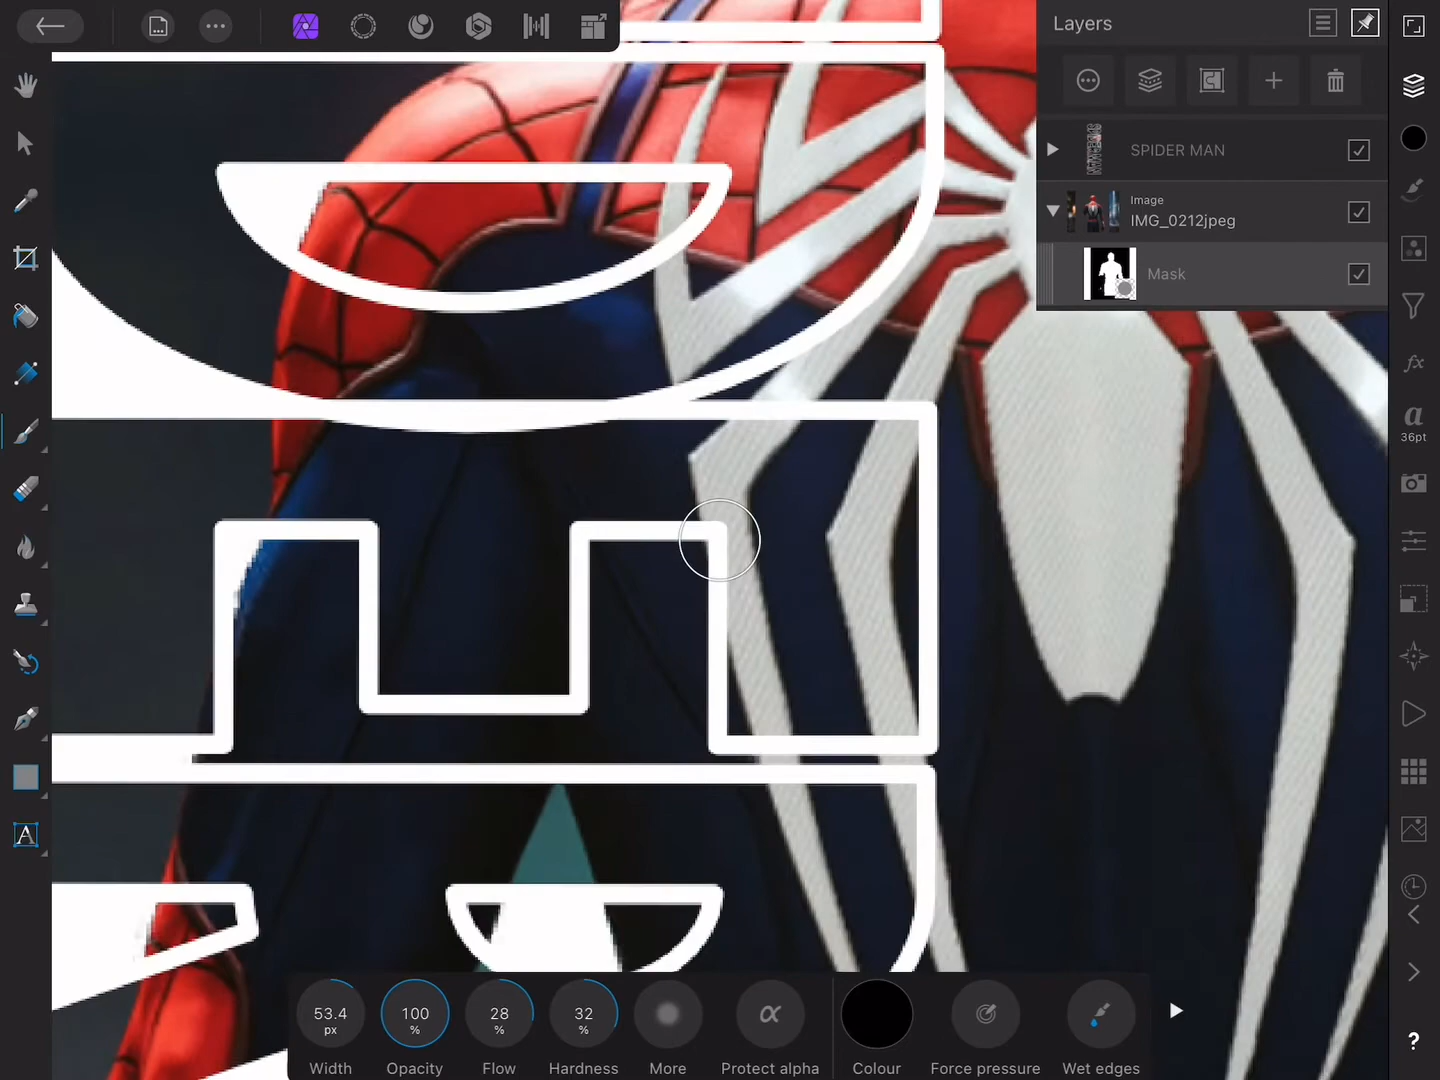 Layers
SPIDER MAN
Image
IMG_0212jpeg
Mask
a
36pt
A
53.4
px
100
%
28
%
32
%
α
Width
Opacity
Flow
Hardness
More
Protect alpha
Colour
Force pressure
Wet edges
?